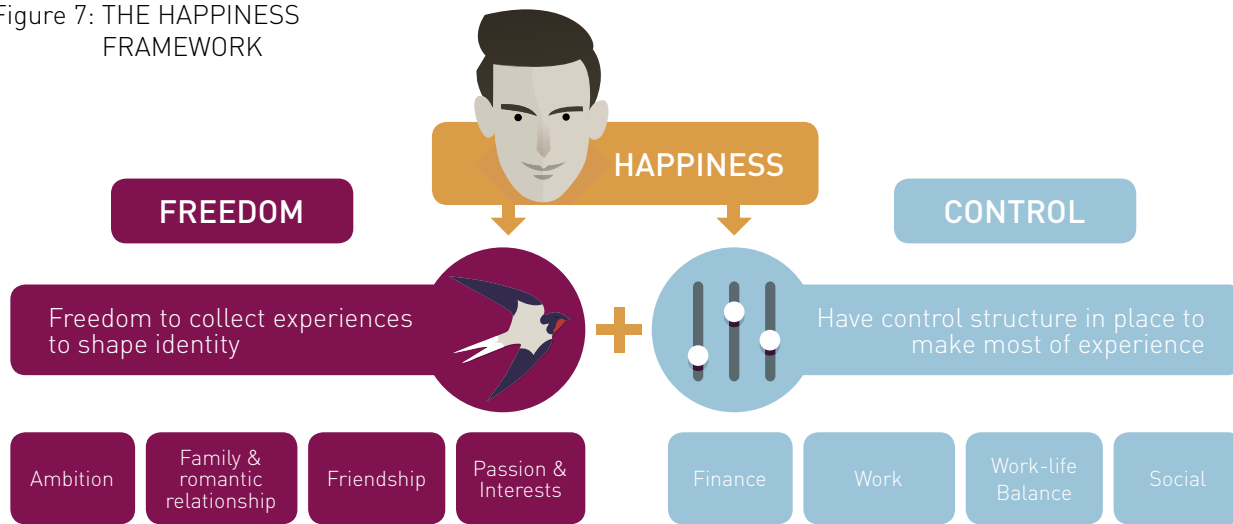 Figure 7: THE HAPPINESS
FRAMEWORK
HAPPINESS
FREEDOM
CONTROL
Freedom to collect experiences
to shape identity
Have control structure in place to
make most of experience
Ambition
Family &
romantic
relationship
Friendship
Passion &
Interests
Finance
Work
Work-life
Balance
Social